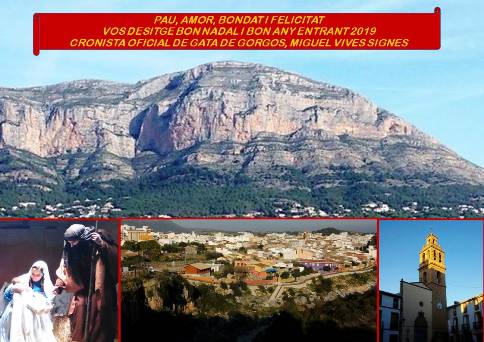 PAU, AMOR, BONDAT I FELICITAT
VOS DESITGE BON NADAL I BON ANY ENTRANT 2019
CRONISTA OFICIAL DE GATA DE GORGOS, MIGUEL VIVES SIGNES